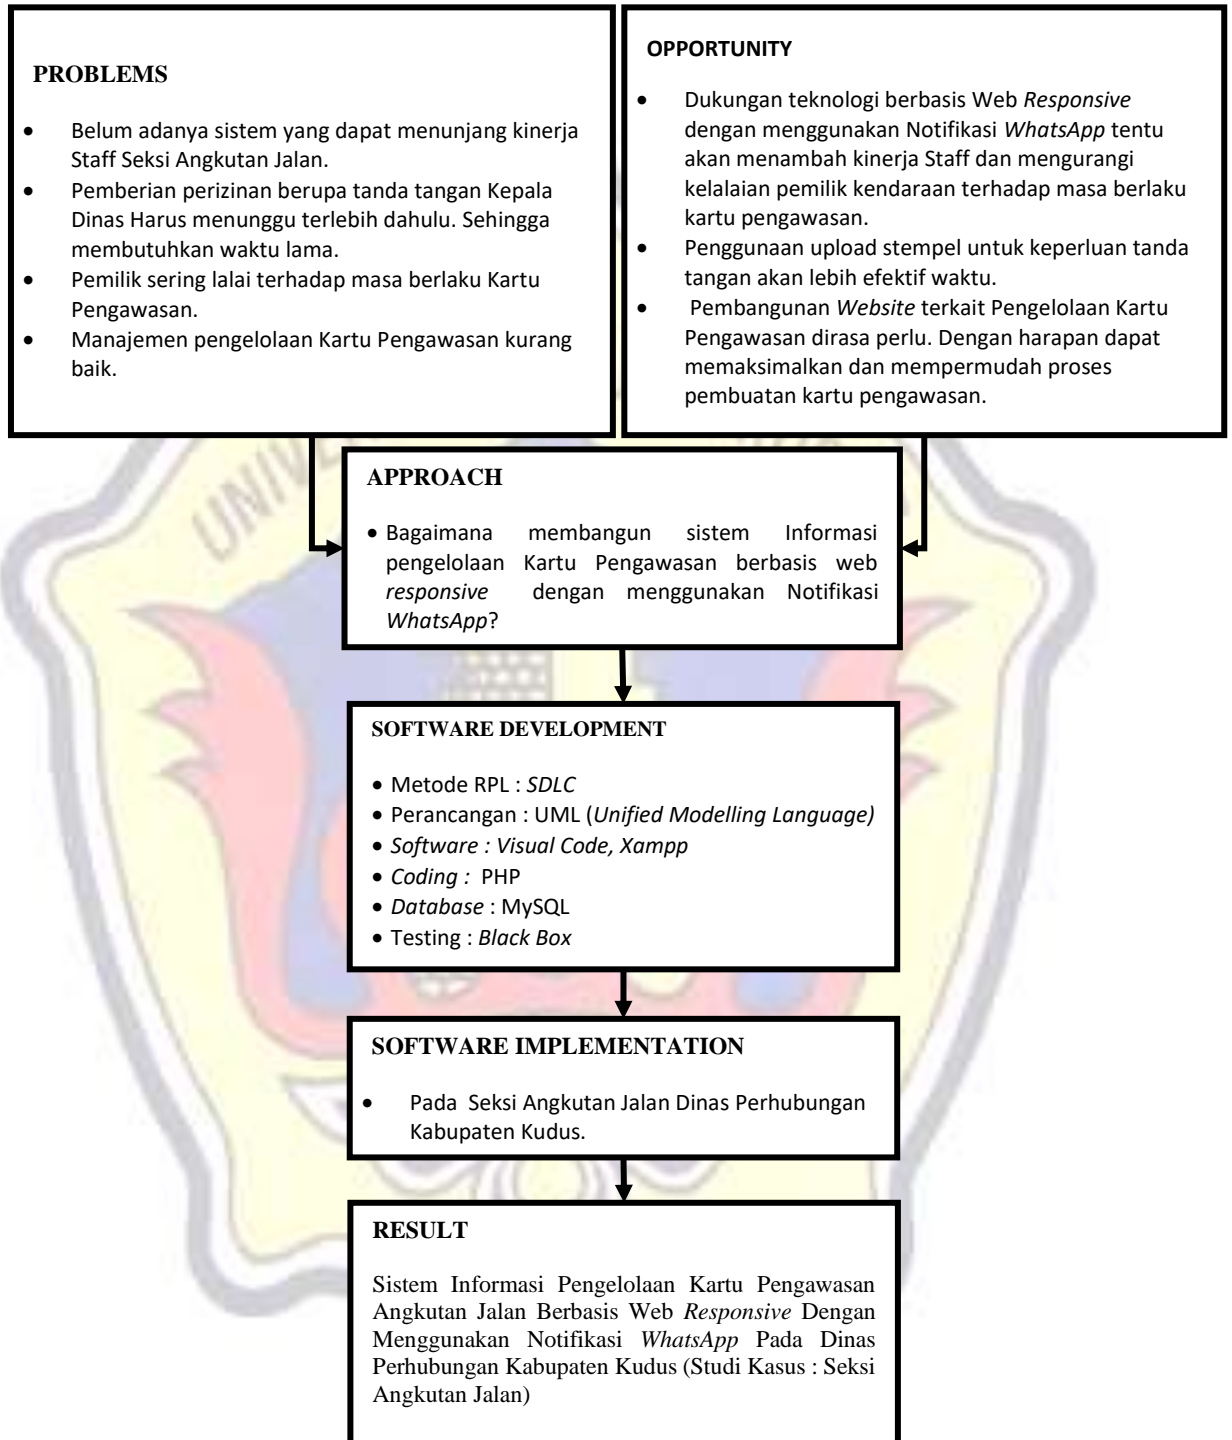 PROBLEMS
• Belum adanya sistem yang dapat menunjang kinerja
Staff Seksi Angkutan Jalan.
• Pemberian perizinan berupa tanda tangan Kepala
Dinas Harus menunggu terlebih dahulu. Sehingga
membutuhkan waktu lama.
• Pemilik sering lalai terhadap masa berlaku Kartu
Pengawasan.
• Manajemen pengelolaan Kartu Pengawasan kurang
baik.
OPPORTUNITY
• Dukungan teknologi berbasis Web Responsive
dengan menggunakan Notifikasi WhatsApp tentu
akan menambah kinerja Staff dan mengurangi
kelalaian pemilik kendaraan terhadap masa berlaku
kartu pengawasan.
• Penggunaan upload stempel untuk keperluan tanda
tangan akan lebih efektif waktu.
• Pembangunan Website terkait Pengelolaan Kartu
Pengawasan dirasa perlu. Dengan harapan dapat
memaksimalkan dan mempermudah proses
pembuatan kartu pengawasan.
APPROACH
• Bagaimana membangun sistem Informasi
pengelolaan Kartu Pengawasan berbasis web
responsive dengan menggunakan Notifikasi
WhatsApp?
SOFTWARE DEVELOPMENT
• Metode RPL : SDLC
• Perancangan : UML (Unified Modelling Language)
• Software : Visual Code, Xampp
• Coding : PHP
• Database : MySQL
• Testing : Black Box
SOFTWARE IMPLEMENTATION
• Pada Seksi Angkutan Jalan Dinas Perhubungan
Kabupaten Kudus.
RESULT
Sistem Informasi Pengelolaan Kartu Pengawasan
Angkutan Jalan Berbasis Web Responsive Dengan
Menggunakan Notifikasi WhatsApp Pada Dinas
Perhubungan Kabupaten Kudus (Studi Kasus : Seksi
Angkutan Jalan)